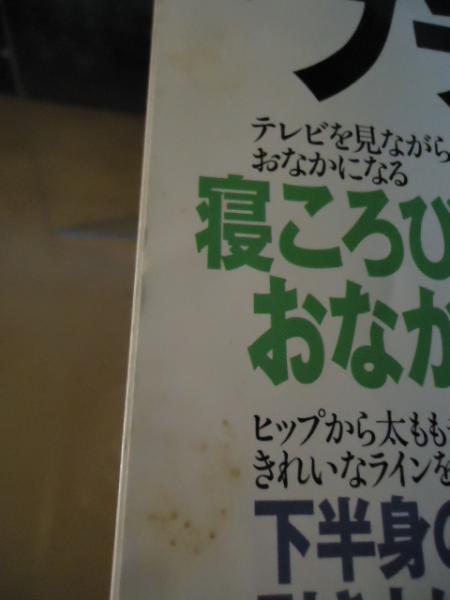 テレビを見ながら
おなかになる
寝ころび
おなか
ヒップから太もも
きれいなラインを
下半身の